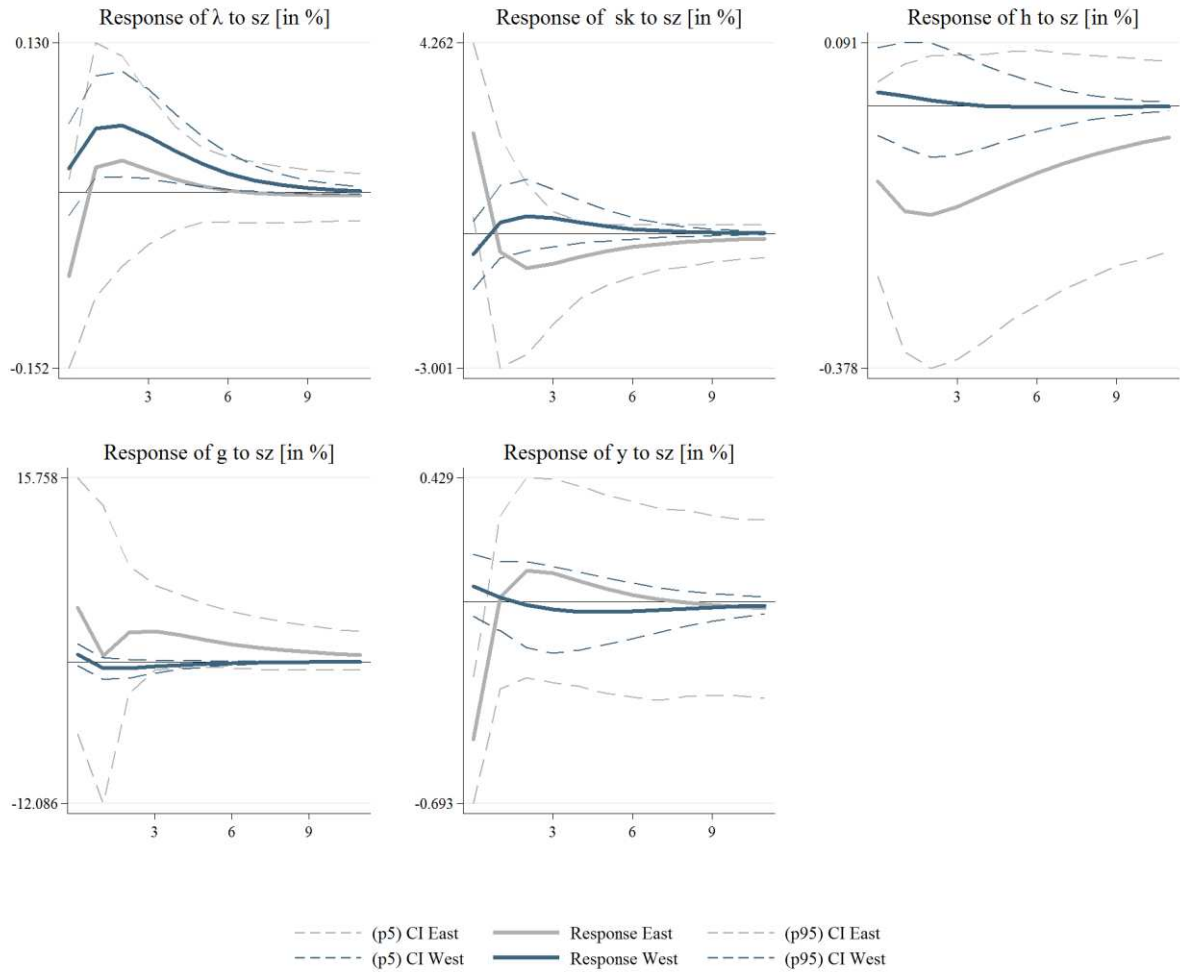 Response of λ to sz [in %]
0.130
-0.152
3 6 9
Response of sk to sz [in %]
4.262
-3.001
3 6 9
Response of h to sz [in %]
0.091
-0.378
3 6 9
Response of g to sz [in %]
15.758
-12.086
3 6 9
Response of y to sz [in %]
0.429
-0.693
3 6 9
(p5) CI East Response East (p95) CI East
(p5) CI West Response West (p95) CI West